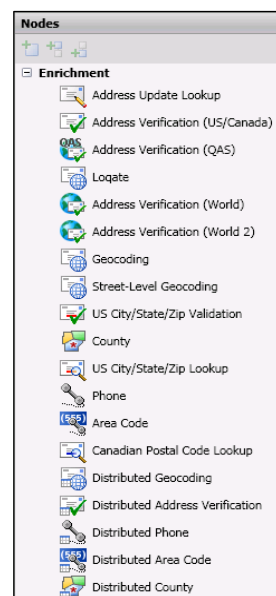 Nodes
Enrichment
Address Update Lookup
Address Verification (US/Canada)
QAS
Address Verification (QAS)
Loqate
Address Verification (World)
Address Verification (World 2)
Geocoding
Street-Level Geocoding
US City/State/Zip Validation
County
US City/State/Zip Lookup
Phone
(555) Area Code
Canadian Postal Code Lookup
Distributed Geocoding
Distributed Address Verification
Distributed Phone
(555) Distributed Area Code
Distributed County